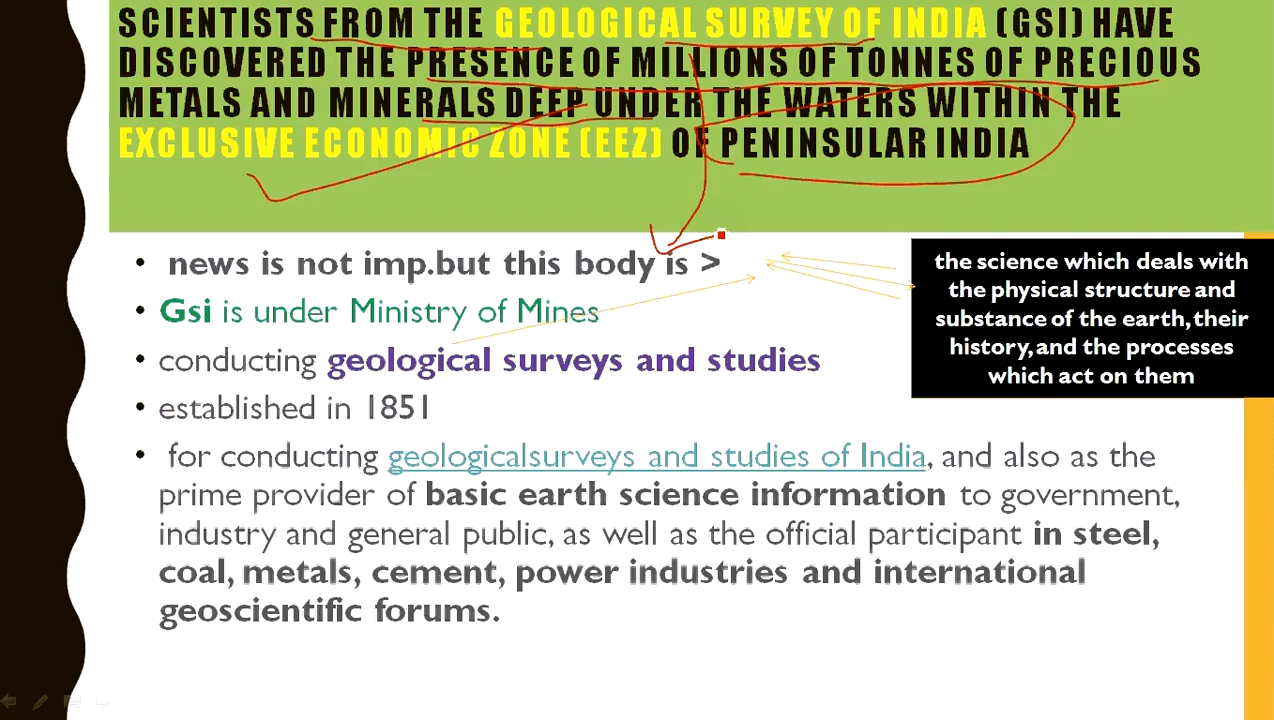 SCIENTISTS FROM THE GEOLOGICAL SURVEY OF INDIA (GSI) HAVE
DISCOVERED THE PRESENCE OF MILLIONS OF TONNES OF PRECIOUS
METALS AND MINERALS DEEP UNDER THE WATERS WITHIN THE
EXCLUSIVE ECONOMIC ZONE (EEZ) OF PENINSULAR INDIA
• news is not imp.but this body is >
• Gsi is under Ministry of Mines
• conducting geological surveys and studies
• established in 1851
• for conducting geologicalsurveys and studies of India, and also as the
prime provider of basic earth science information to government,
industry and general public, as well as the official participant in steel,
coal, metals, cement, power industries and international
geoscientific forums.
the science which deals with
the physical structure and
substance of the earth, their
history, and the processes
which act on them